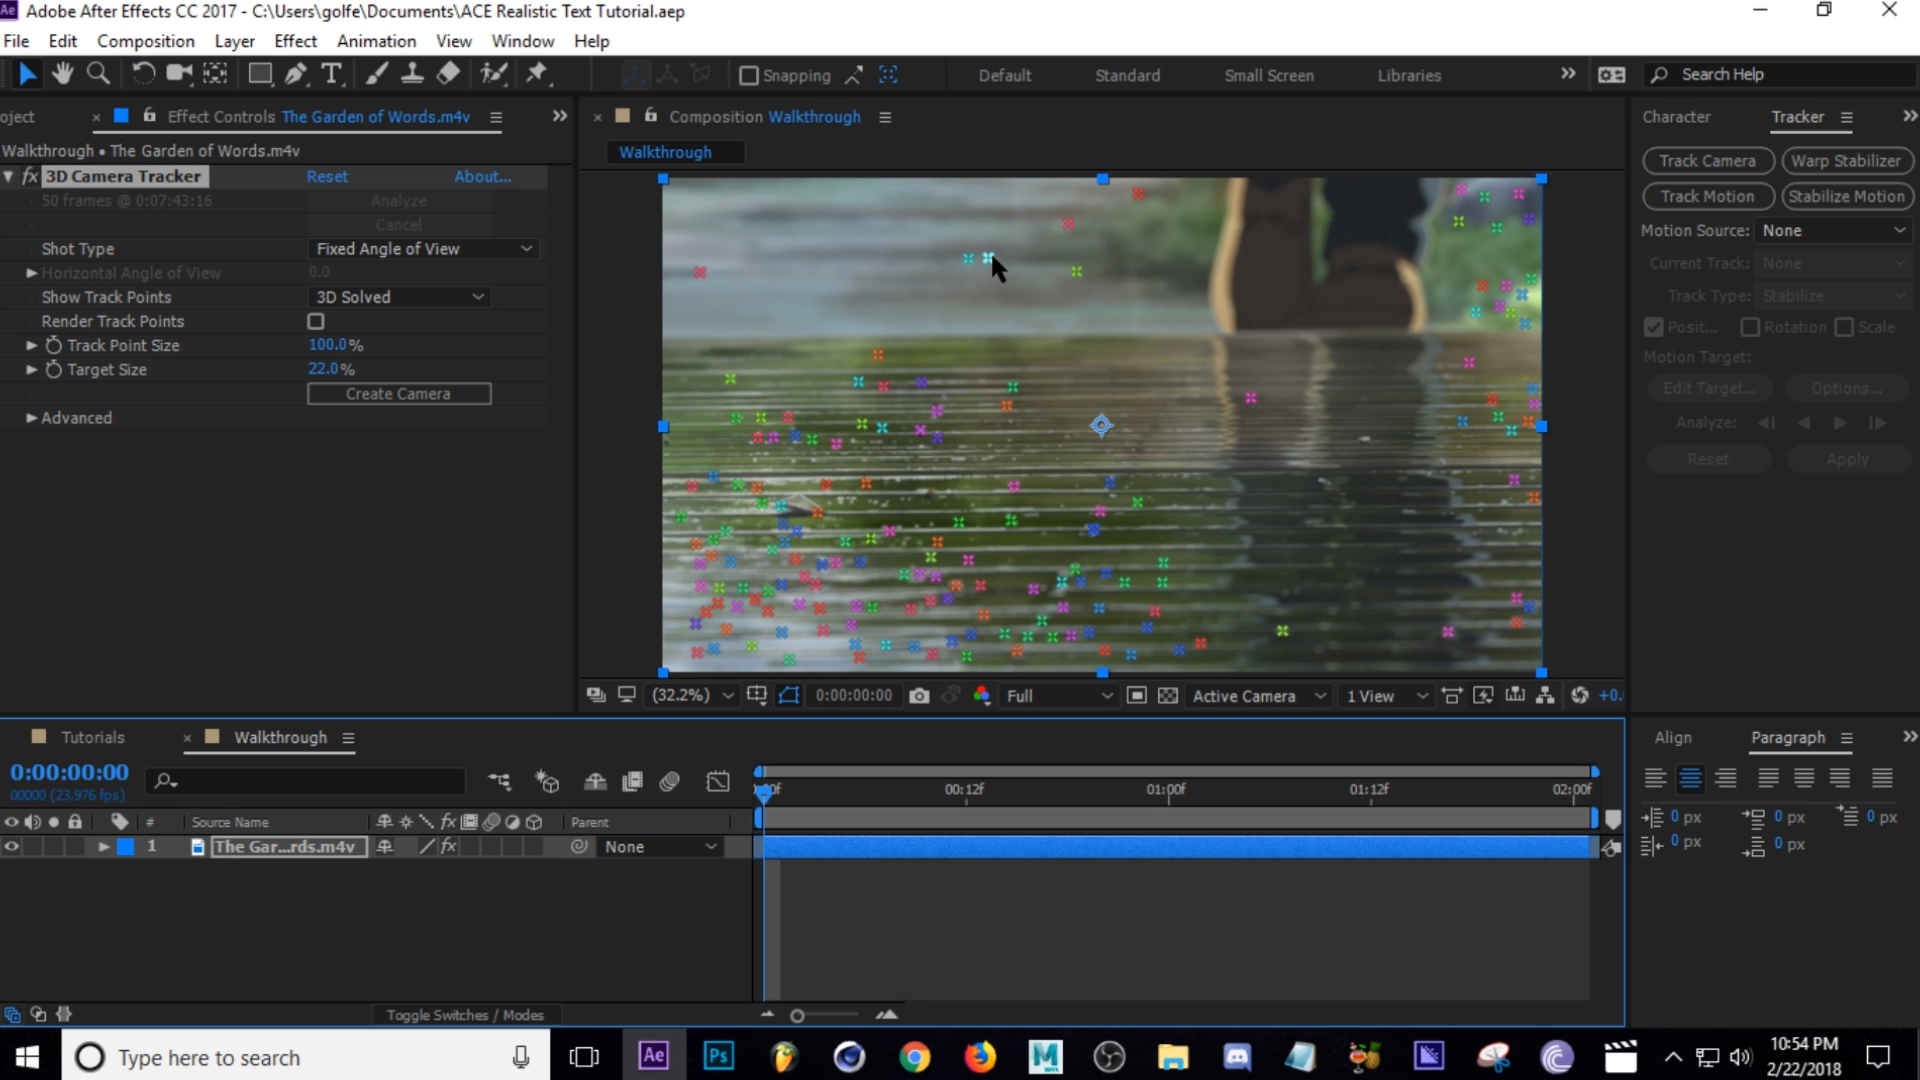 Ae Adobe After Effects CC 2017 - C:\Users\golfe\Documents\ACE Realistic Text Tutorial.aep
File Edit Composition Layer Effect Animation View Window Help
Snapping Default Standard Small Screen Libraries Search Help
oject Effect Controls The Garden of Words.m4v
Walkthrough • The Garden of Words.m4v
fx 3D Camera Tracker Reset About...
50 frames @ 0:07:43:16 Analyze
Cancel
Shot Type Fixed Angle of View
Horizontal Angle of View 0.0
Show Track Points 3D Solved
Render Track Points
Track Point Size 100.0%
Target Size 22.0%
Create Camera
Advanced
Composition Walkthrough
Walkthrough
(32.2%) 0:00:00:00 Full Active Camera 1 View +0.
Character Tracker
Track Camera Warp Stabilizer
Track Motion Stabilize Motion
Motion Source: None
Current Track: None
Track Type: Stabilize
Posit... Rotation Scale
Motion Target:
Edit Target... Options...
Analyze:
Reset Apply
Tutorials Walkthrough
0:00:00:00
00000 (23.976 fps)
00:12f 01:00f 01:12f 02:00f
# Source Name fx Parent
1 The Gar...rds.m4v fx None
Toggle Switches / Modes
Align Paragraph
0 px 0 px 0 px
0 px 0 px
Type here to search Ae Ps M 10:54 PM
2/22/2018